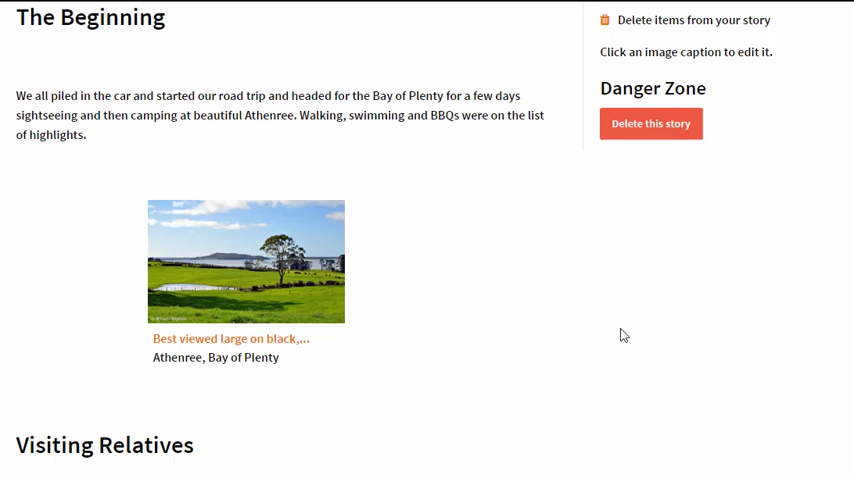 The Beginning
We all piled in the car and started our road trip and headed for the Bay of Plenty for a few days
sightseeing and then camping at beautiful Athenree. Walking, swimming and BBQs were on the list
of highlights.
Best viewed large on black,...
Athenree, Bay of Plenty
Visiting Relatives
Delete items from your story
Click an image caption to edit it.
Danger Zone
Delete this story